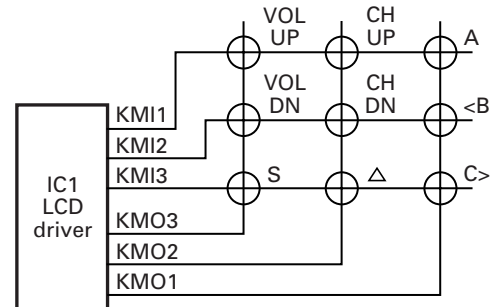 VOL UP
CH UP
A
KMI1
VOL DN
CH DN
<B
KMI2
KMI3
S
△
C>
IC1
LCD
driver
KMO3
KMO2
KMO1